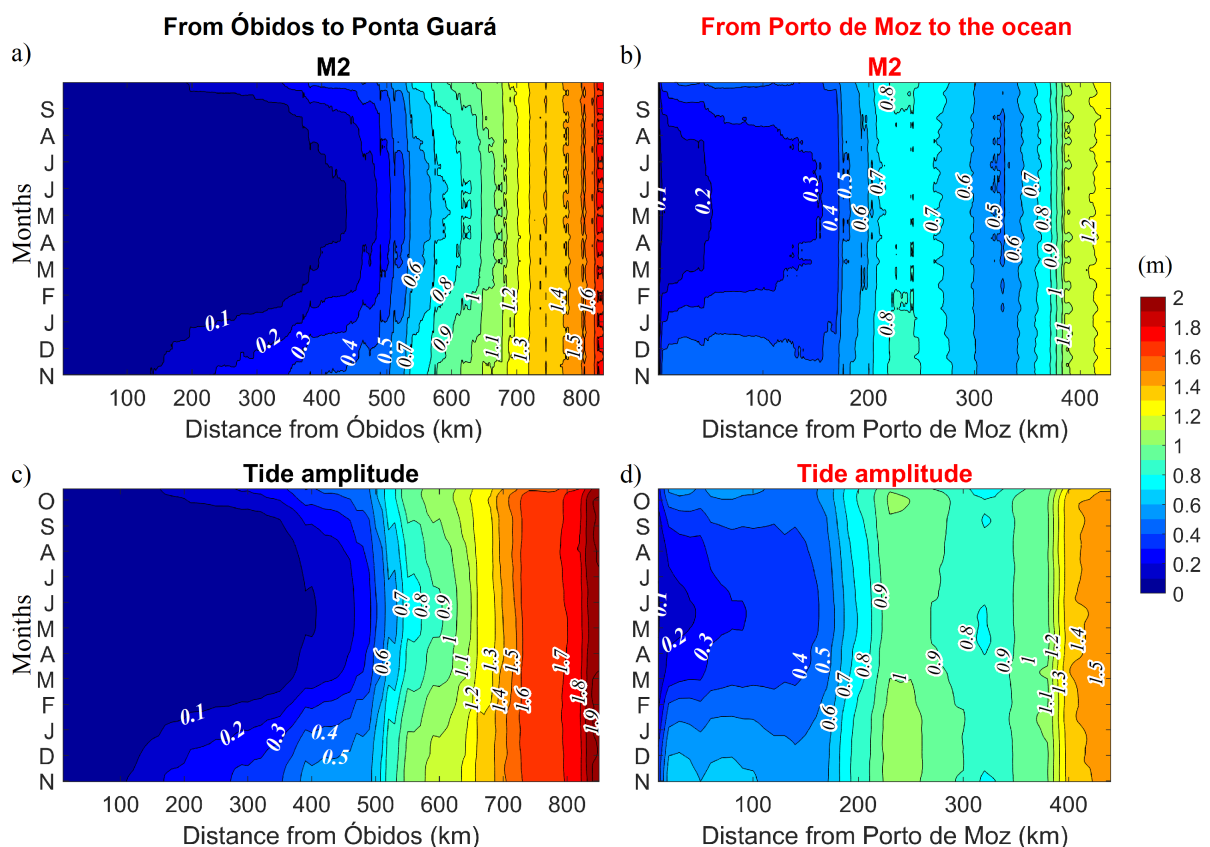 From Óbidos to Ponta Guará
From Porto de Moz to the ocean
a)
M2
b)
M2
Months
S
A
J
J
M
A
M
F
J
D
N
0.1
0.2
0.3
0.4
0.5
0.6
0.7
0.8
0.9
1
1.1
1.2
1.3
1.4
1.5
1.6
100 200 300 400 500 600 700 800
Distance from Óbidos (km)
S
A
J
J
M
A
M
F
J
D
N
0.1
0.2
0.3
0.4
0.5
0.6
0.7
0.8
0.8
0.7
0.6
0.5
0.6
0.7
0.8
0.9
1
1.1
1.2
100 200 300 400
Distance from Porto de Moz (km)
(m)
2
1.8
1.6
1.4
1.2
1
0.8
0.6
0.4
0.2
0
c)
Tide amplitude
d)
Tide amplitude
Months
O
S
A
J
J
M
A
M
F
J
D
N
0.1
0.2
0.3
0.4
0.5
0.6
0.7
0.8
0.9
1
1.1
1.2
1.3
1.4
1.5
1.6
1.7
1.8
1.9
100 200 300 400 500 600 700 800
Distance from Óbidos (km)
O
S
A
J
J
M
A
M
F
J
D
N
0.1
0.2
0.3
0.4
0.5
0.6
0.7
0.8
0.9
1
0.9
0.8
0.9
1
1.1
1.2
1.3
1.4
1.5
100 200 300 400
Distance from Porto de Moz (km)